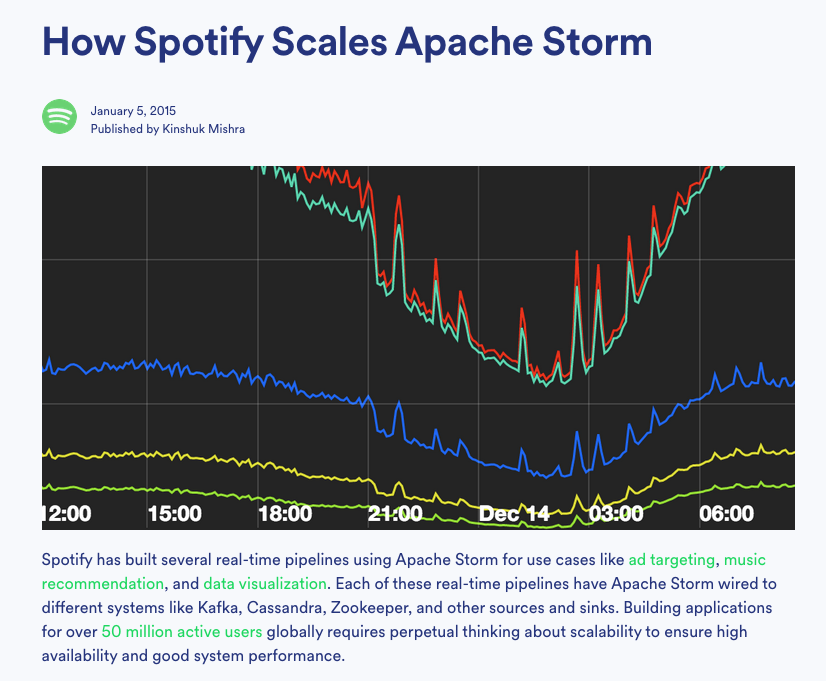 How Spotify Scales Apache Storm
January 5, 2015
Published by Kinshuk Mishra
12:00 15:00 18:00 21:00 Dec 14 03:00 06:00
Spotify has built several real-time pipelines using Apache Storm for use cases like ad targeting, music
recommendation, and data visualization. Each of these real-time pipelines have Apache Storm wired to
different systems like Kafka, Cassandra, Zookeeper, and other sources and sinks. Building applications
for over 50 million active users globally requires perpetual thinking about scalability to ensure high
availability and good system performance.